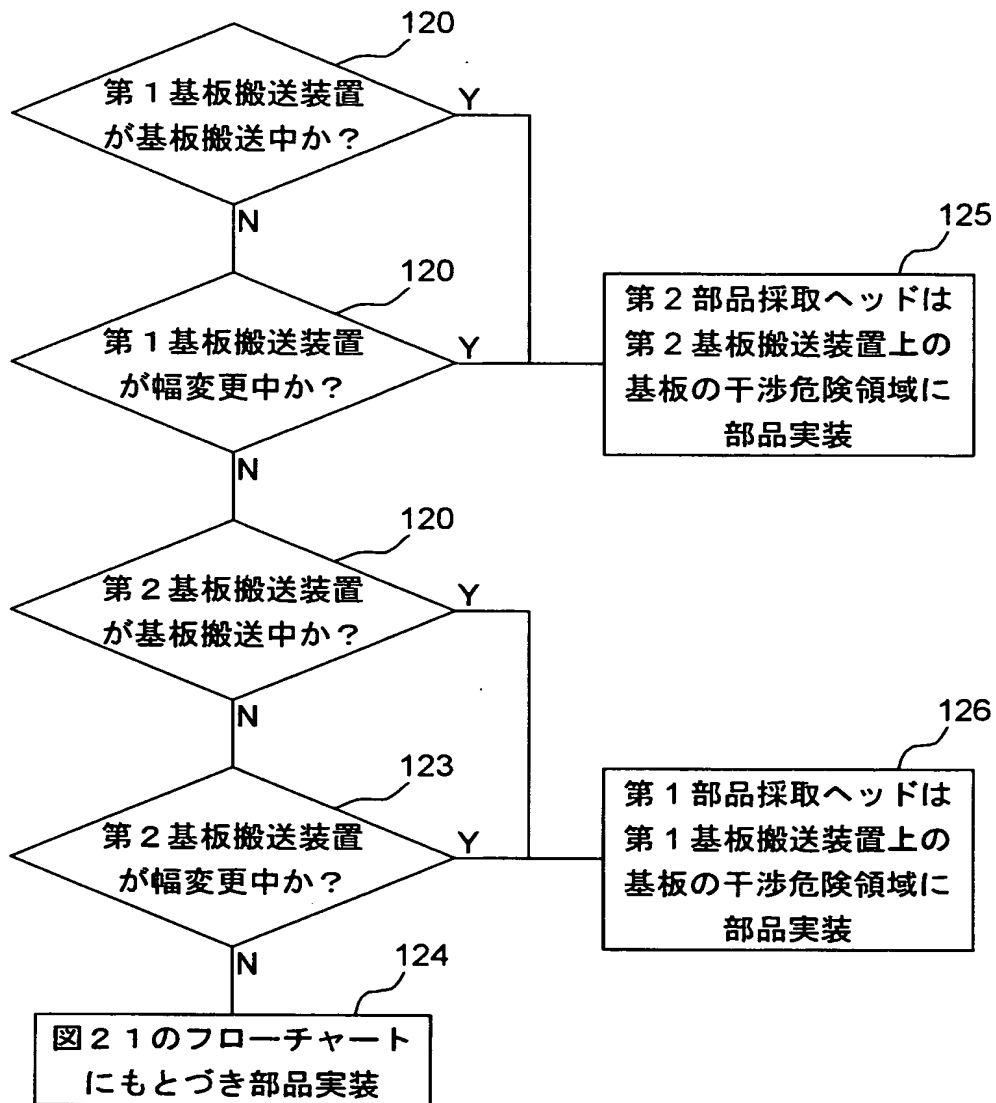 120
第1基板搬送装置
が基板搬送中か?
Y
N
120
第1基板搬送装置
が幅変更中か?
Y
N
125
第2部品採取ヘッドは
第2基板搬送装置上の
基板の干渉危険領域に
部品実装
120
第2基板搬送装置
が基板搬送中か?
Y
N
123
第2基板搬送装置
が幅変更中か?
Y
N
126
第1部品採取ヘッドは
第1基板搬送装置上の
基板の干渉危険領域に
部品実装
124
図21のフローチャート
にもとづき部品実装